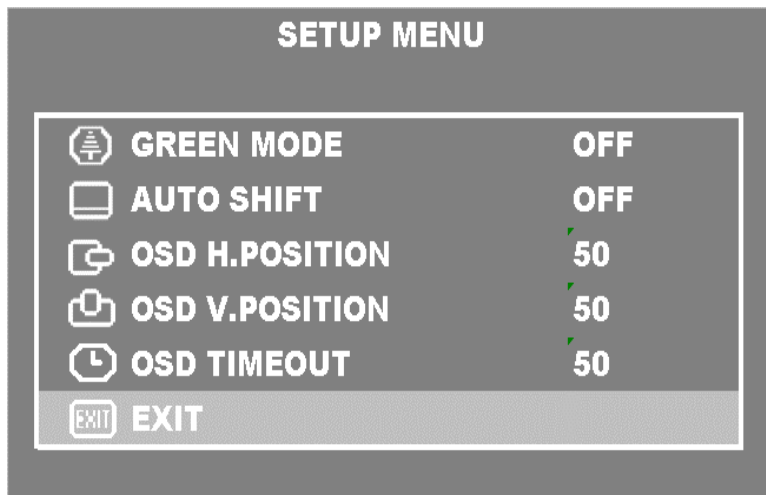 SETUP MENU
GREEN MODE OFF
AUTO SHIFT OFF
OSD H.POSITION 50
OSD V.POSITION 50
OSD TIMEOUT 50
EXIT EXIT